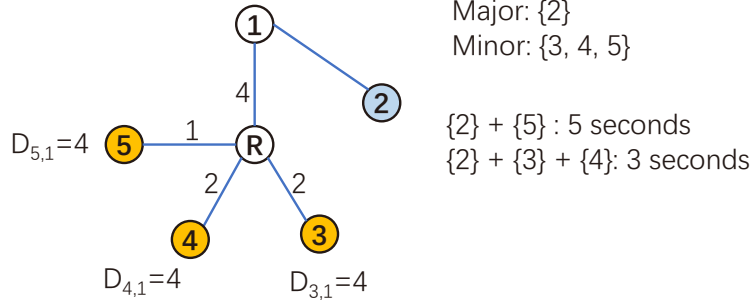 1
Major: {2}
Minor: {3, 4, 5}
4
2
{2} + {5} : 5 seconds
{2} + {3} + {4}: 3 seconds
D5,1=4
5
1
R
2
2
4
3
D4,1=4
D3,1=4